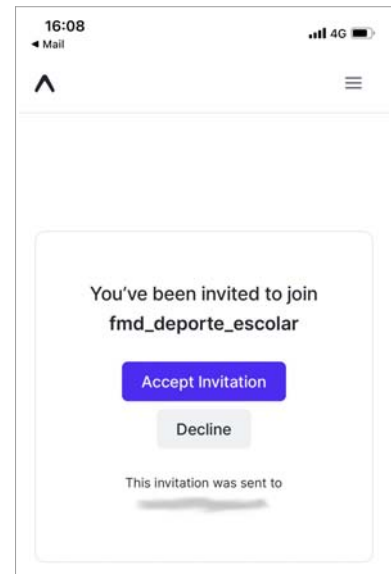 16:08
4G
◄ Mail
You've been invited to join
fmd_deporte_escolar
Accept Invitation
Decline
This invitation was sent to